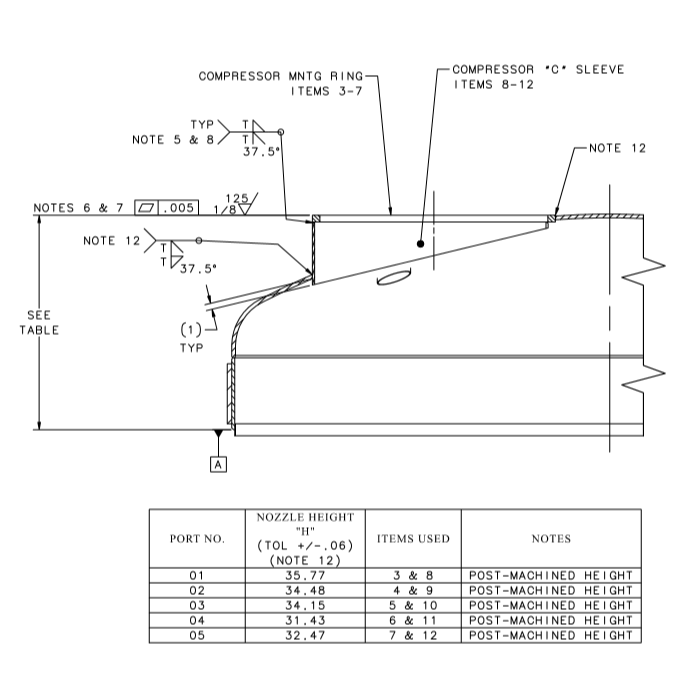 COMPRESSOR MNTG RING
ITEMS 3-7
COMPRESSOR "C" SLEEVE
ITEMS 8-12
TYP
NOTE 5 & 8
T
T
37.5°
NOTE 12
NOTES 6 & 7 .005
125
1/8
NOTE 12
T
T
37.5°
SEE
TABLE
(1)
TYP
A
PORT NO. NOZZLE HEIGHT "H" (TOL +/-.06) (NOTE 12) ITEMS USED NOTES
01 35.77 3 & 8 POST-MACHINED HEIGHT
02 34.48 4 & 9 POST-MACHINED HEIGHT
03 34.15 5 & 10 POST-MACHINED HEIGHT
04 31.43 6 & 11 POST-MACHINED HEIGHT
05 32.47 7 & 12 POST-MACHINED HEIGHT